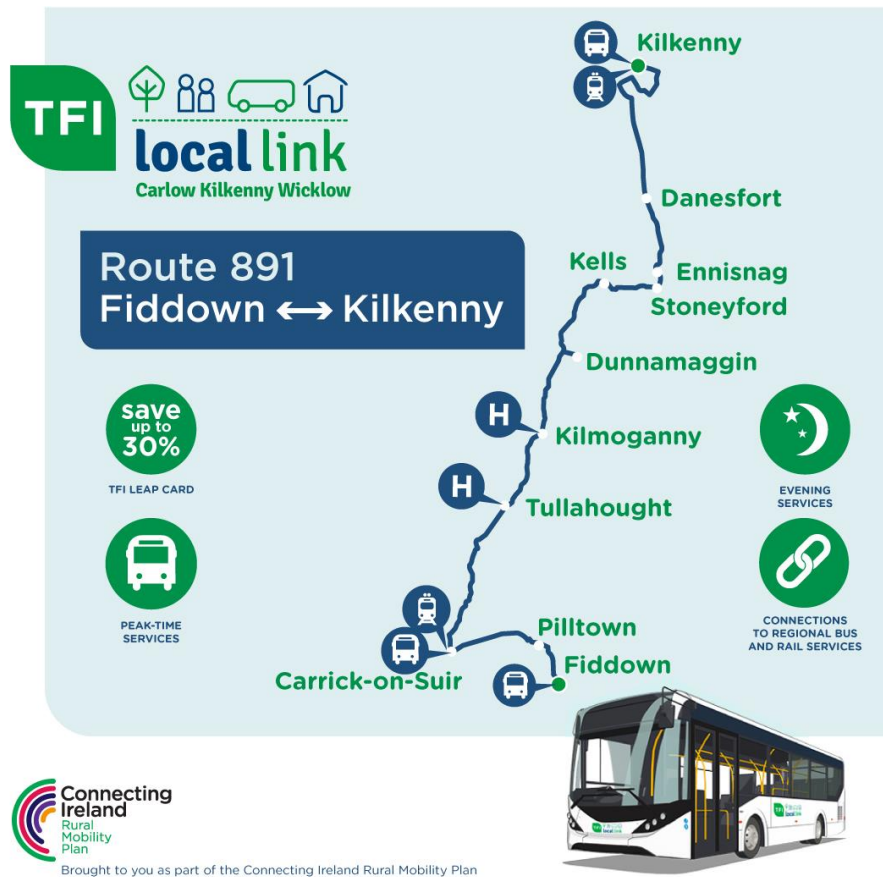 Kilkenny
TFI
local link
Carlow Kilkenny Wicklow
Danesfort
Route 891
Fiddown ↔ Kilkenny
Kells
Ennisnag
Stoneyford
Dunnamaggin
save
up to
30%
TFI LEAP CARD
H
Kilmoganny
H
Tullahought
EVENING
SERVICES
PEAK-TIME
SERVICES
CONNECTIONS
TO REGIONAL BUS
AND RAIL SERVICES
Pilltown
Fiddown
Carrick-on-Suir
TFI
local link
Connecting
Ireland
Rural
Mobility
Plan
Brought to you as part of the Connecting Ireland Rural Mobility Plan